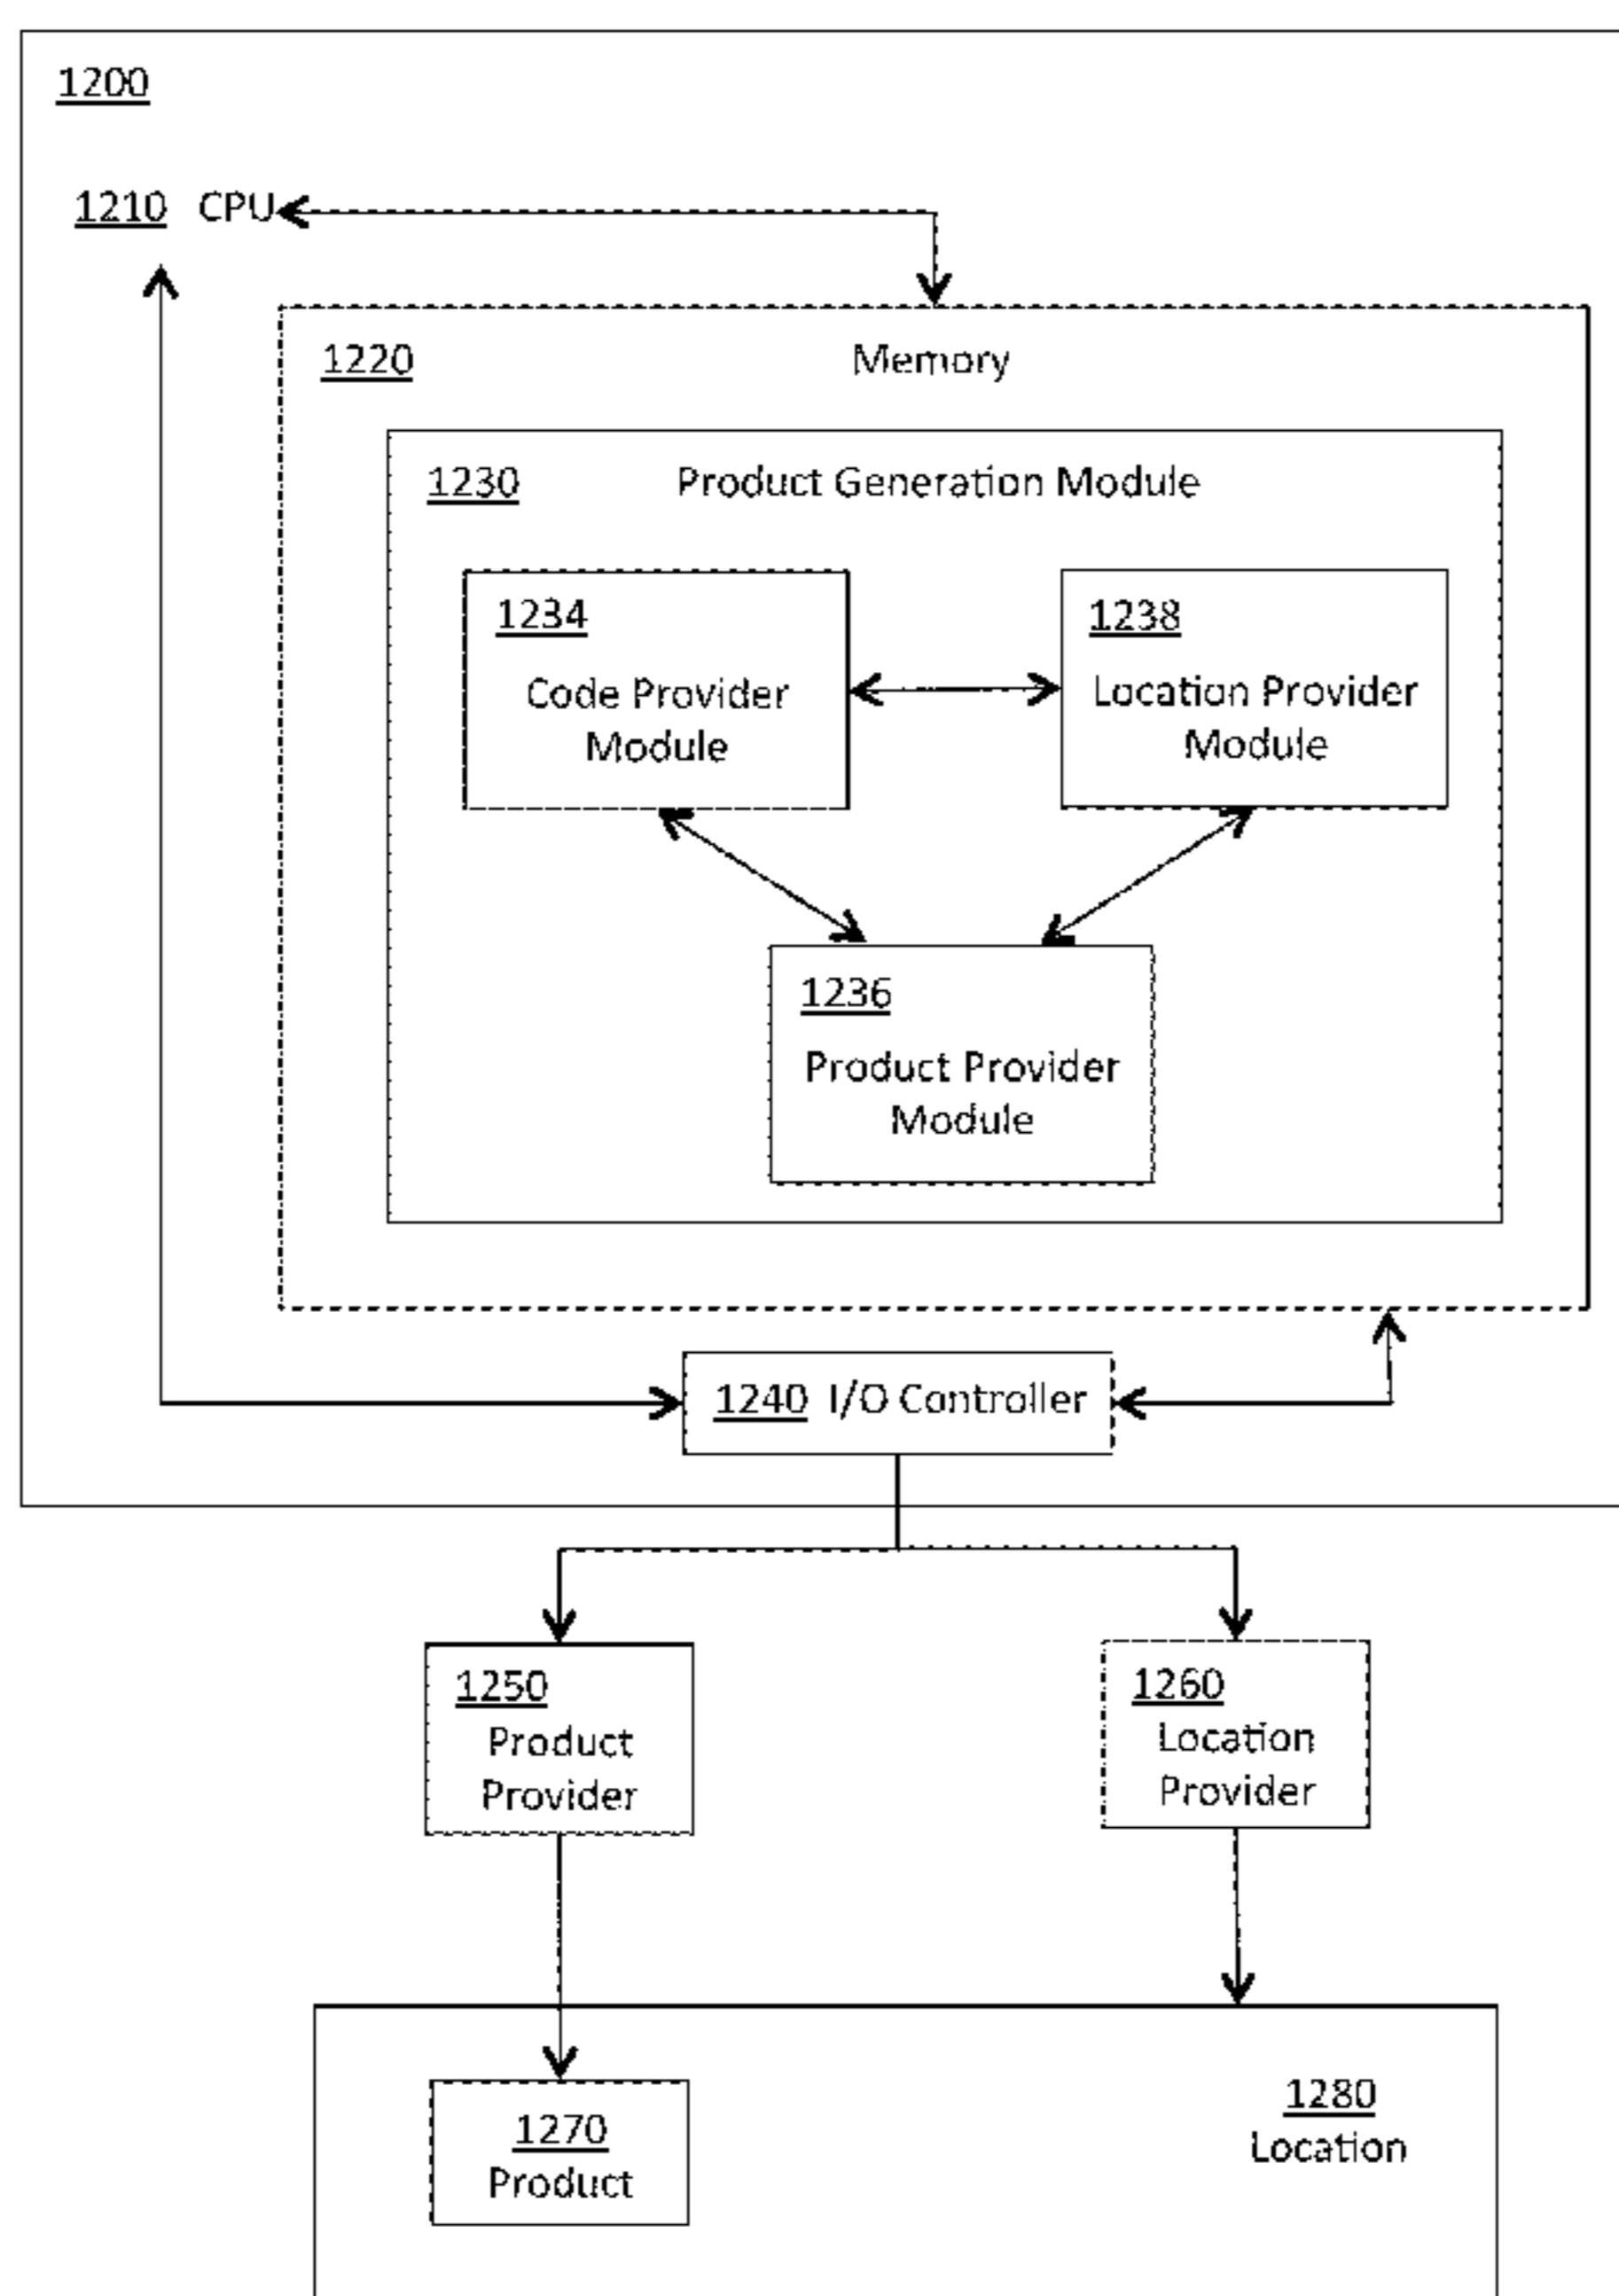 1200
1210 CPU
1220 Memory
1230 Product Generation Module
1234
Code Provider
Module
1238
Location Provider
Module
1236
Product Provider
Module
1240 I/O Controller
1250
Product
Provider
1260
Location
Provider
1270
Product
1280
Location